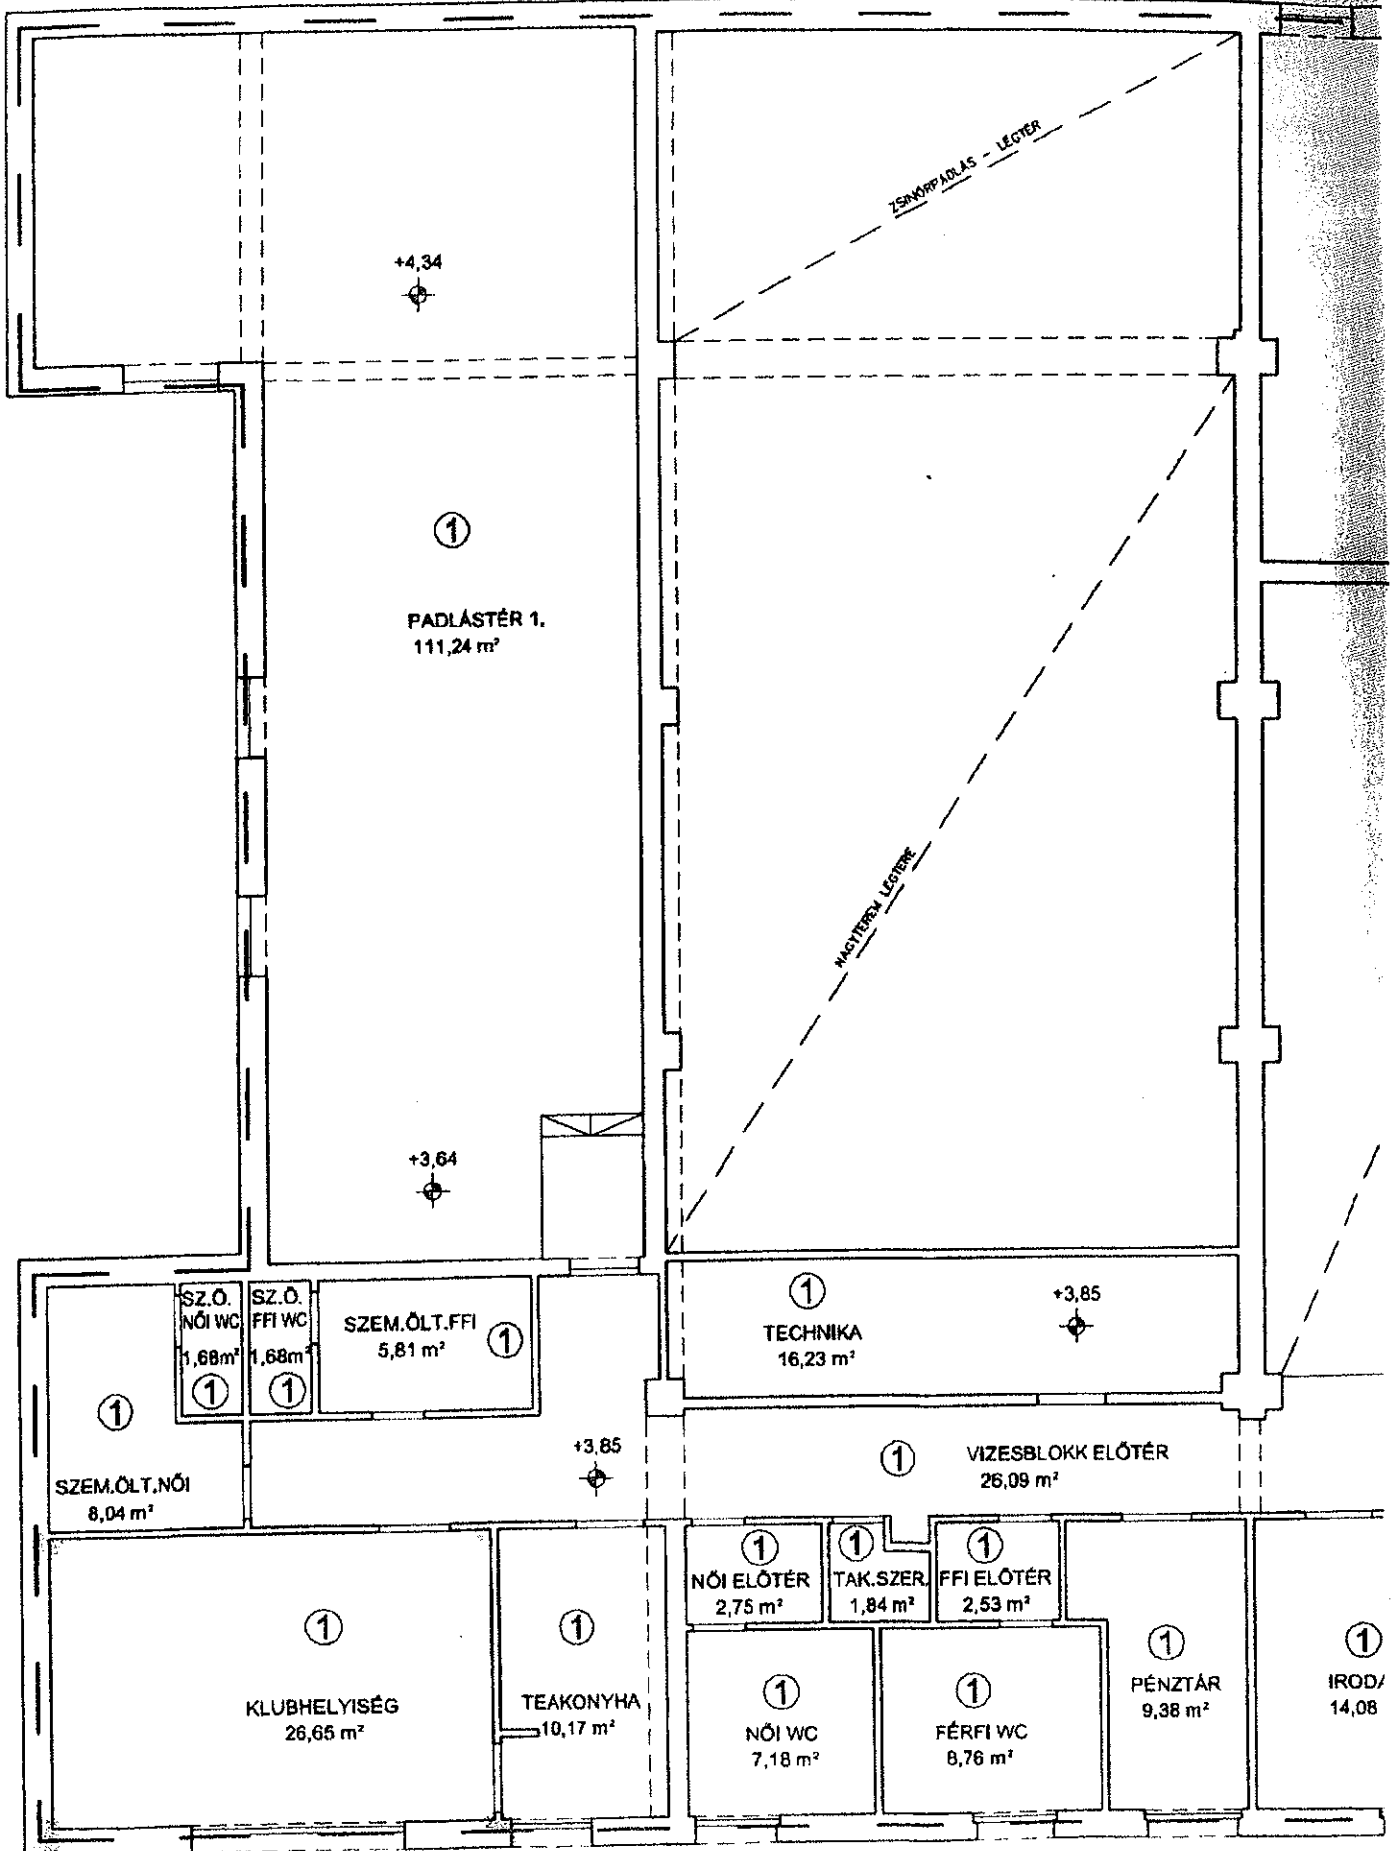 ZSINÓRPADLÁS - LÉGTÉR
+4,34
1
PADLÁSTÉR 1.
111,24 m²
NAGYTEREM LÉGTERE
+3,64
SZ.Ö.
NŐI WC
1,68m²
1
SZ.Ö.
FFI WC
1,68m²
1
SZEM.ÖLT.FFI
5,81 m²
1
1
TECHNIKA
16,23 m²
+3,85
1
SZEM.ÖLT.NŐI
8,04 m²
+3,85
1
VIZESBLOKK ELŐTÉR
26,09 m²
1
NŐI ELŐTÉR
2,75 m²
1
TAK.SZER.
1,84 m²
1
FFI ELŐTÉR
2,53 m²
1
KLUBHELYISÉG
26,65 m²
1
TEAKONYHA
10,17 m²
1
NŐI WC
7,18 m²
1
FÉRFI WC
8,76 m²
1
PÉNZTÁR
9,38 m²
1
IRODA
14,08